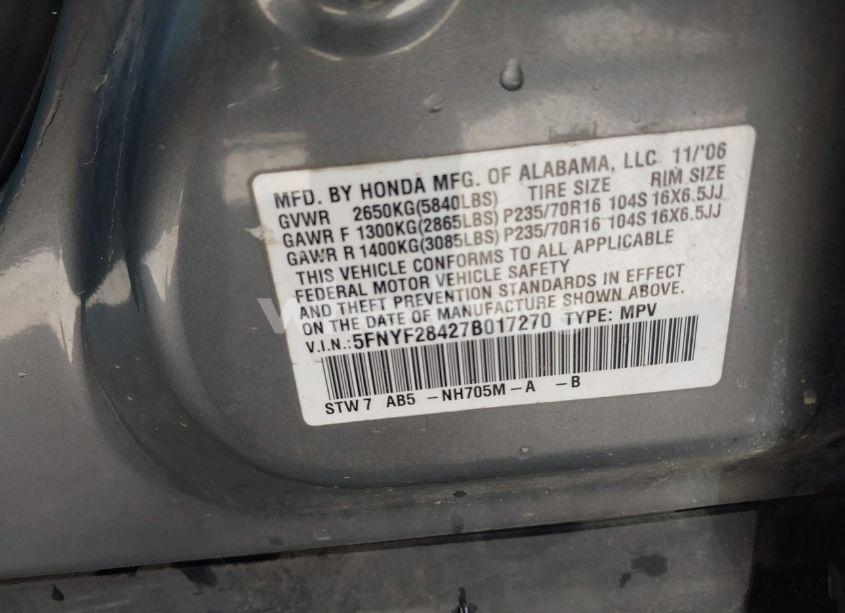 MFD. BY HONDA MFG. OF ALABAMA, LLC 11/'06
GVWR 2650KG(5840LBS) TIRE SIZE RIM SIZE
GAWR F 1300KG(2865LBS) P235/70R16 104S 16X6.5JJ
GAWR R 1400KG(3085LBS) P235/70R16 104S 16X6.5JJ
THIS VEHICLE CONFORMS TO ALL APPLICABLE
FEDERAL MOTOR VEHICLE SAFETY
AND THEFT PREVENTION STANDARDS IN EFFECT
ON THE DATE OF MANUFACTURE SHOWN ABOVE.
V.I.N.:5FNYF28427B017270 TYPE: MPV
STW7 AB5 -NH705M-A -B